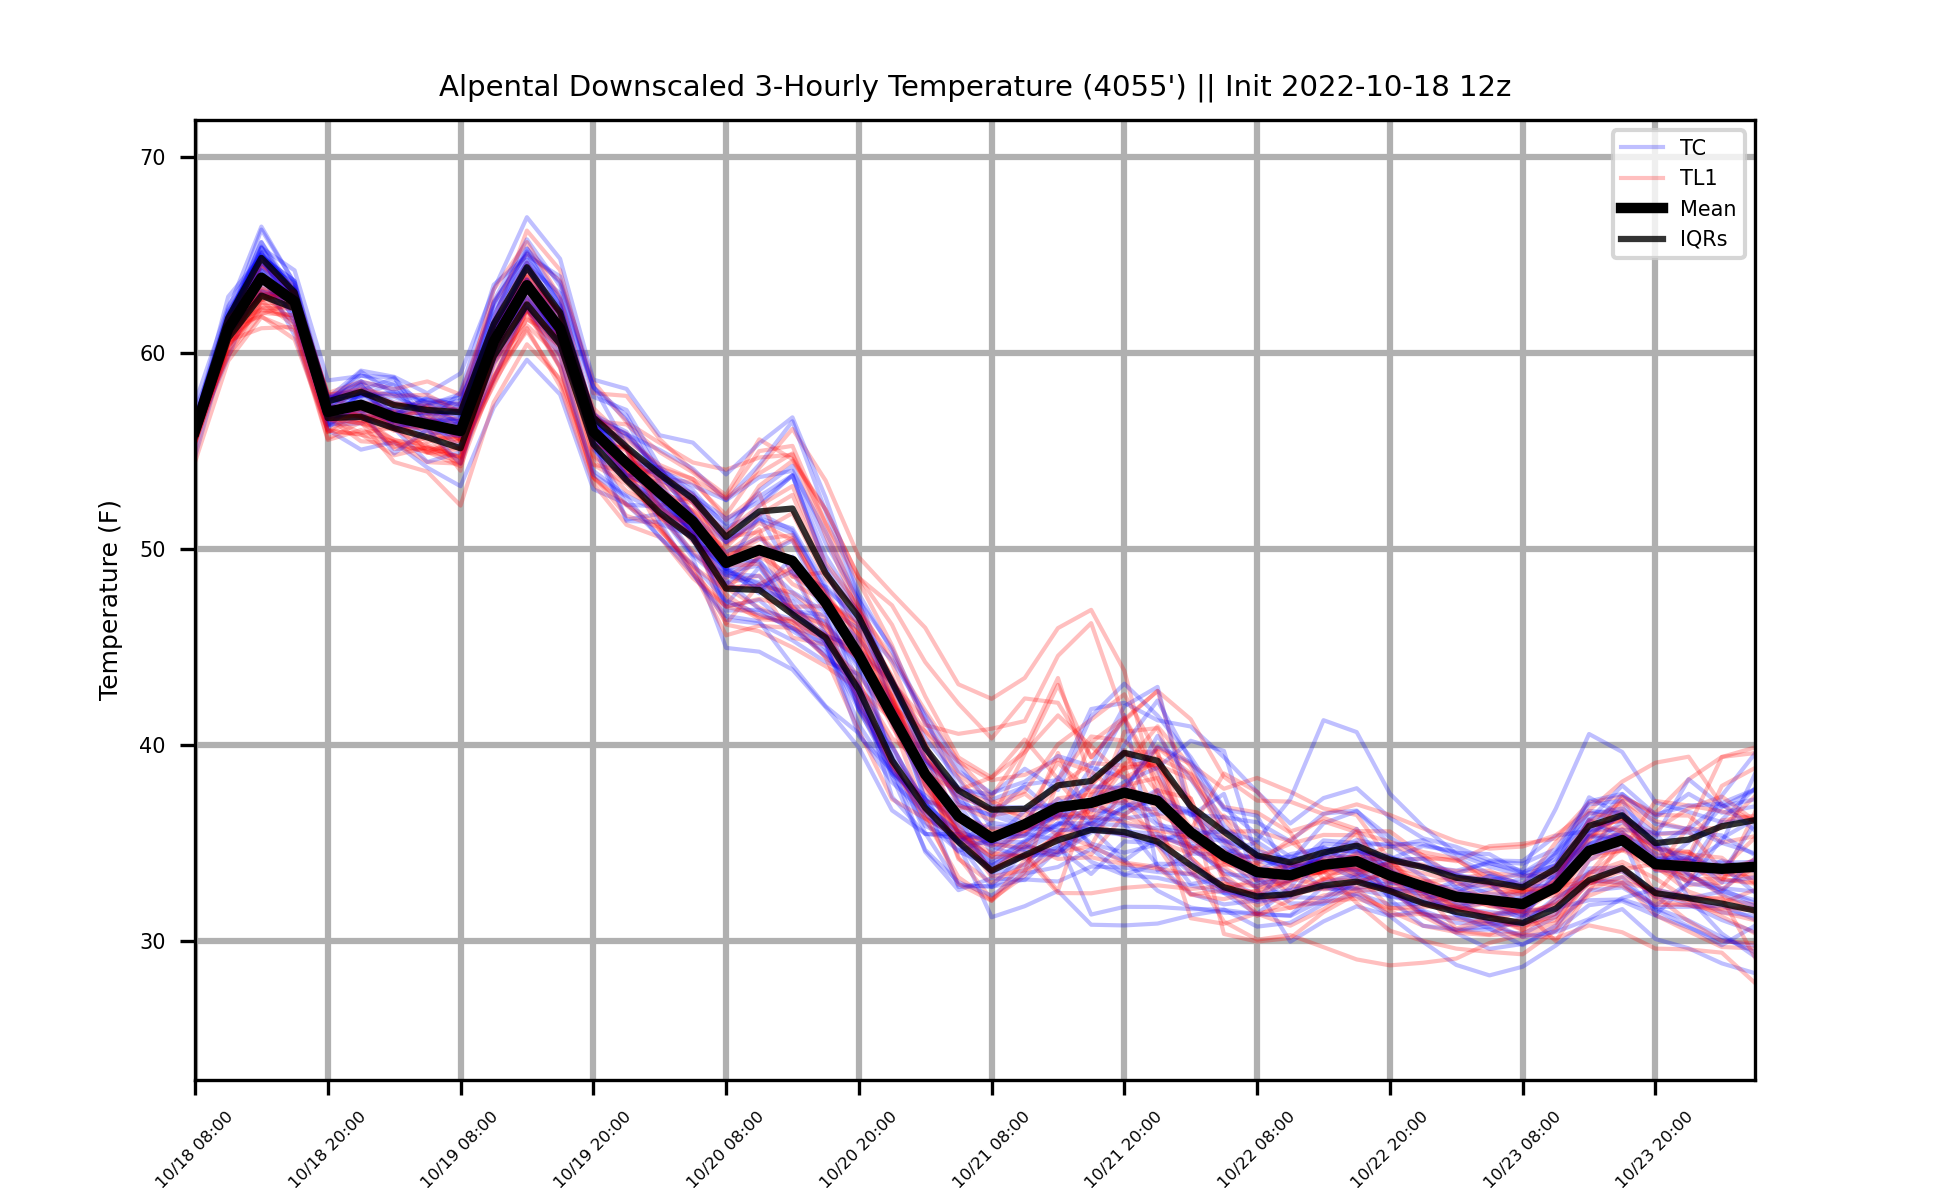 Alpental Downscaled 3-Hourly Temperature (4055') || Init 2022-10-18 12z
TC
TL1
Mean
IQRs
Temperature (F)
70
60
50
40
30
10/18 08:00
10/18 20:00
10/19 08:00
10/19 20:00
10/20 08:00
10/20 20:00
10/21 08:00
10/21 20:00
10/22 08:00
10/22 20:00
10/23 08:00
10/23 20:00